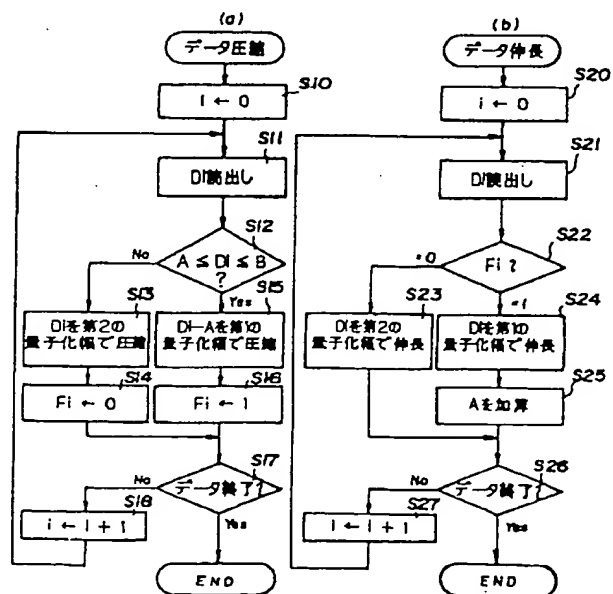 (a)
データ圧縮
S10
i ← 0
S11
Di読出し
S12
A ≤ Di ≤ B
?
No
Yes
S13
Diを第2の
量子化幅で圧縮
S15
Di−Aを第1の
量子化幅で圧縮
S14
Fi ← 0
S16
Fi ← 1
S17
データ終了?
No
Yes
S18
i ← i + 1
END
(b)
データ伸長
S20
i ← 0
S21
Di読出し
S22
Fi?
=0
=1
S23
Diを第2の
量子化幅で伸長
S24
Diを第1の
量子化幅で伸長
S25
Aを加算
S26
データ終了?
No
Yes
S27
i ← i + 1
END